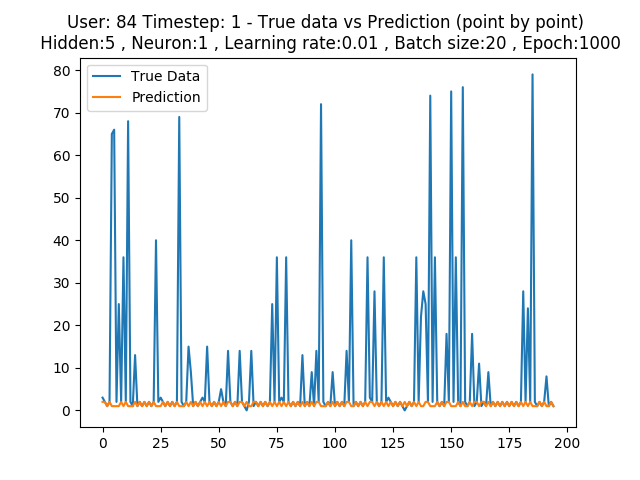 User: 84 Timestep: 1 - True data vs Prediction (point by point)
Hidden:5 , Neuron:1 , Learning rate:0.01 , Batch size:20 , Epoch:1000
True Data
Prediction
80
70
60
50
40
30
20
10
0
0 25 50 75 100 125 150 175 200